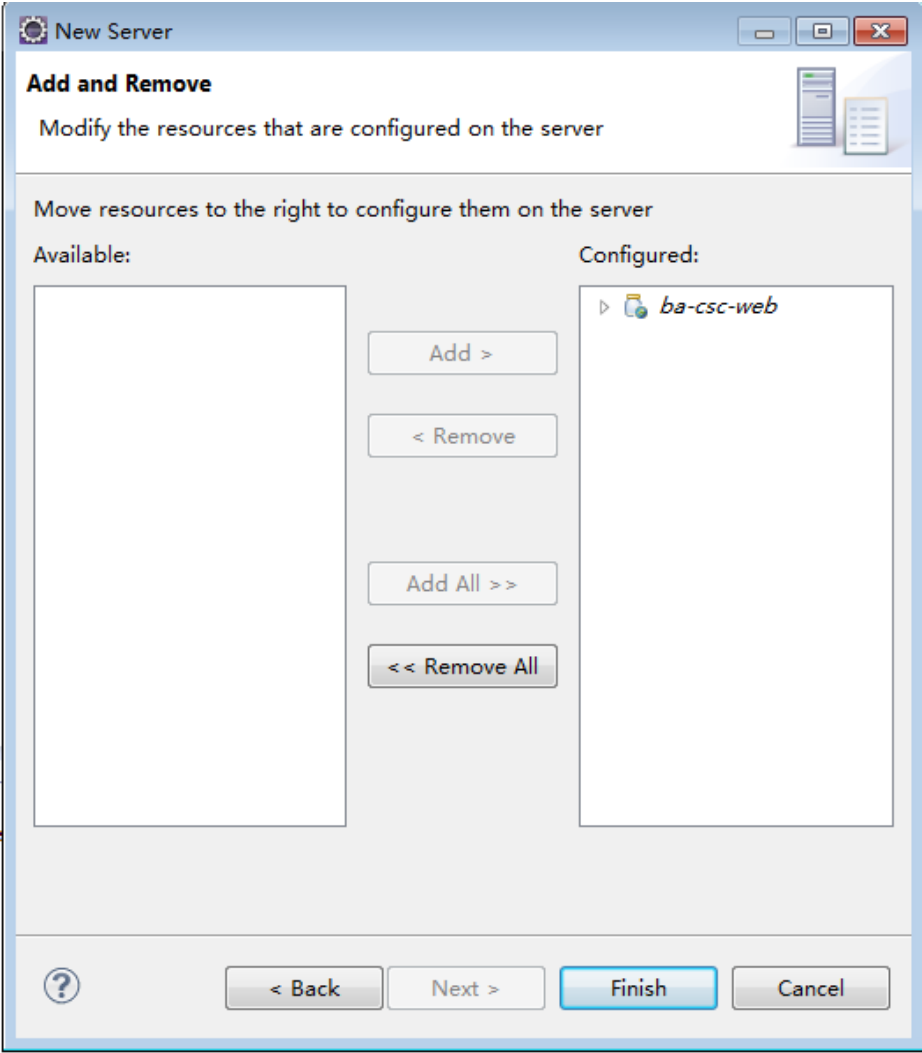 New Server
Add and Remove
Modify the resources that are configured on the server
Move resources to the right to configure them on the server
Available:
Configured:
ba-csc-web
Add >
< Remove
Add All >>
<< Remove All
?
< Back
Next >
Finish
Cancel